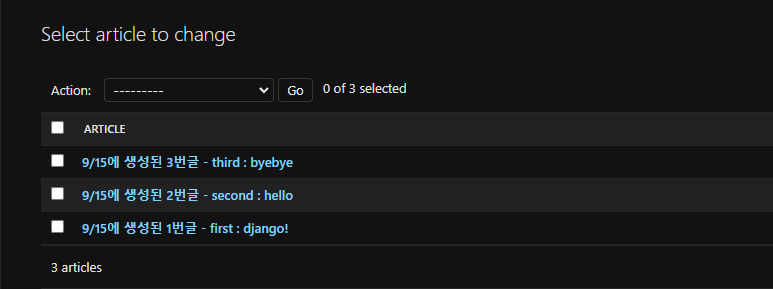 Select article to change
Action: --------- Go 0 of 3 selected
ARTICLE
9/15에 생성된 3번글 - third : byebye
9/15에 생성된 2번글 - second : hello
9/15에 생성된 1번글 - first : django!
3 articles